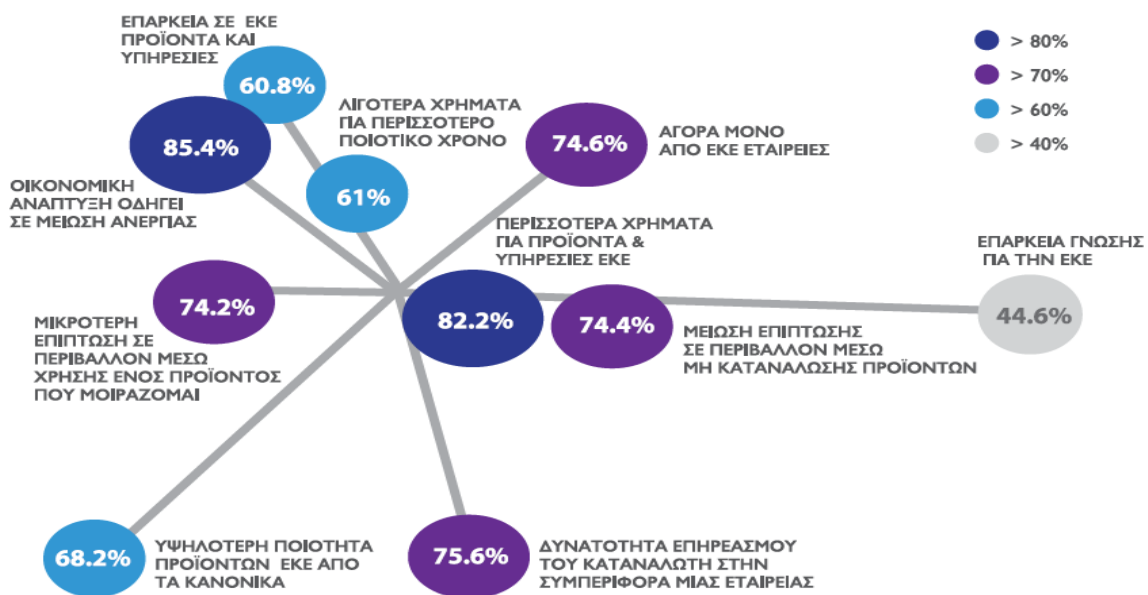 ΕΠΑΡΚΕΙΑ ΣΕ ΕΚΕ
ΠΡΟΪΟΝΤΑ ΚΑΙ
ΥΠΗΡΕΣΙΕΣ
60.8%
85.4%
ΟΙΚΟΝΟΜΙΚΗ
ΑΝΑΠΤΥΞΗ ΟΔΗΓΕΙ
ΣΕ ΜΕΙΩΣΗ ΑΝΕΡΓΙΑΣ
ΛΙΓΟΤΕΡΑ ΧΡΗΜΑΤΑ
ΓΙΑ ΠΕΡΙΣΣΟΤΕΡΟ
ΠΟΙΟΤΙΚΟ ΧΡΟΝΟ
61%
74.6%
ΑΓΟΡΑ ΜΟΝΟ
ΑΠΟ ΕΚΕ ΕΤΑΙΡΕΙΕΣ
> 80%
> 70%
> 60%
> 40%
ΠΕΡΙΣΣΟΤΕΡΑ ΧΡΗΜΑΤΑ
ΓΙΑ ΠΡΟΪΟΝΤΑ &
ΥΠΗΡΕΣΙΕΣ ΕΚΕ
82.2%
ΕΠΑΡΚΕΙΑ ΓΝΩΣΗΣ
ΓΙΑ ΤΗΝ ΕΚΕ
44.6%
74.2%
ΜΙΚΡΟΤΕΡΗ
ΕΠΙΠΤΩΣΗ ΣΕ
ΠΕΡΙΒΑΛΛΟΝ ΜΕΣΩ
ΧΡΗΣΗΣ ΕΝΟΣ ΠΡΟΪΟΝΤΟΣ
ΠΟΥ ΜΟΙΡΑΖΟΜΑΙ
74.4%
ΜΕΙΩΣΗ ΕΠΙΠΤΩΣΗΣ
ΣΕ ΠΕΡΙΒΑΛΛΟΝ ΜΕΣΩ
ΜΗ ΚΑΤΑΝΑΛΩΣΗΣ ΠΡΟΪΟΝΤΩΝ
68.2%
ΥΨΗΛΟΤΕΡΗ ΠΟΙΟΤΗΤΑ
ΠΡΟΪΟΝΤΩΝ ΕΚΕ ΑΠΟ
ΤΑ ΚΑΝΟΝΙΚΑ
75.6%
ΔΥΝΑΤΟΤΗΤΑ ΕΠΗΡΕΑΣΜΟΥ
ΤΟΥ ΚΑΤΑΝΑΛΩΤΗ ΣΤΗΝ
ΣΥΜΠΕΡΙΦΟΡΑ ΜΙΑΣ ΕΤΑΙΡΕΙΑΣ